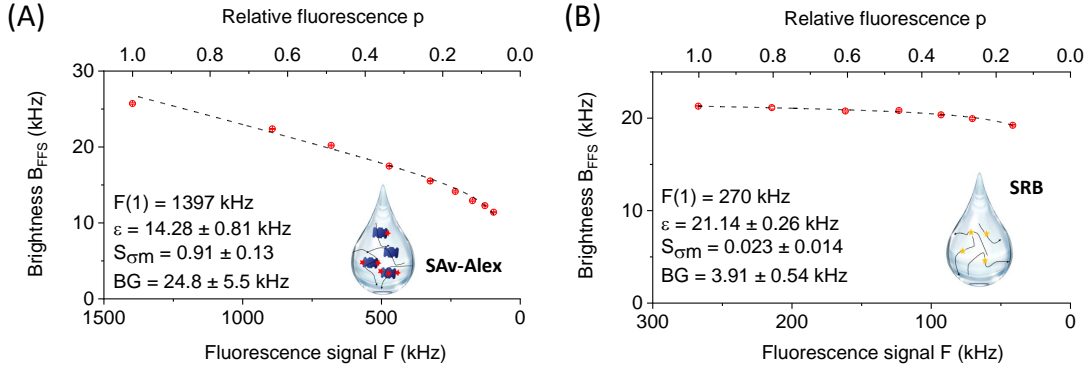 (A)
Relative fluorescence p
1.0 0.8 0.6 0.4 0.2 0.0
30
20
10
0
Brightness B_FFS (kHz)
F(1) = 1397 kHz
ε = 14.28 ± 0.81 kHz
S_σm = 0.91 ± 0.13
BG = 24.8 ± 5.5 kHz
SAv-Alex
1500 1000 500 0
Fluorescence signal F (kHz)
(B)
Relative fluorescence p
1.0 0.8 0.6 0.4 0.2 0.0
20
10
0
Brightness B_FFS (kHz)
F(1) = 270 kHz
ε = 21.14 ± 0.26 kHz
S_σm = 0.023 ± 0.014
BG = 3.91 ± 0.54 kHz
SRB
300 200 100 0
Fluorescence signal F (kHz)